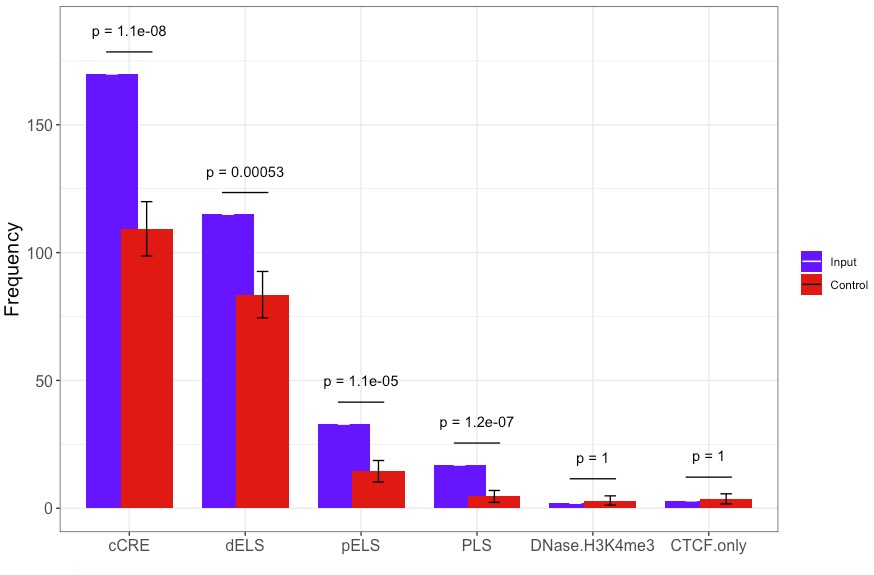 p = 1.1e-08
p = 0.00053
p = 1.1e-05
p = 1.2e-07
p = 1
p = 1
Frequency
150
100
50
0
cCRE
dELS
pELS
PLS
DNase.H3K4me3
CTCF.only
Input
Control